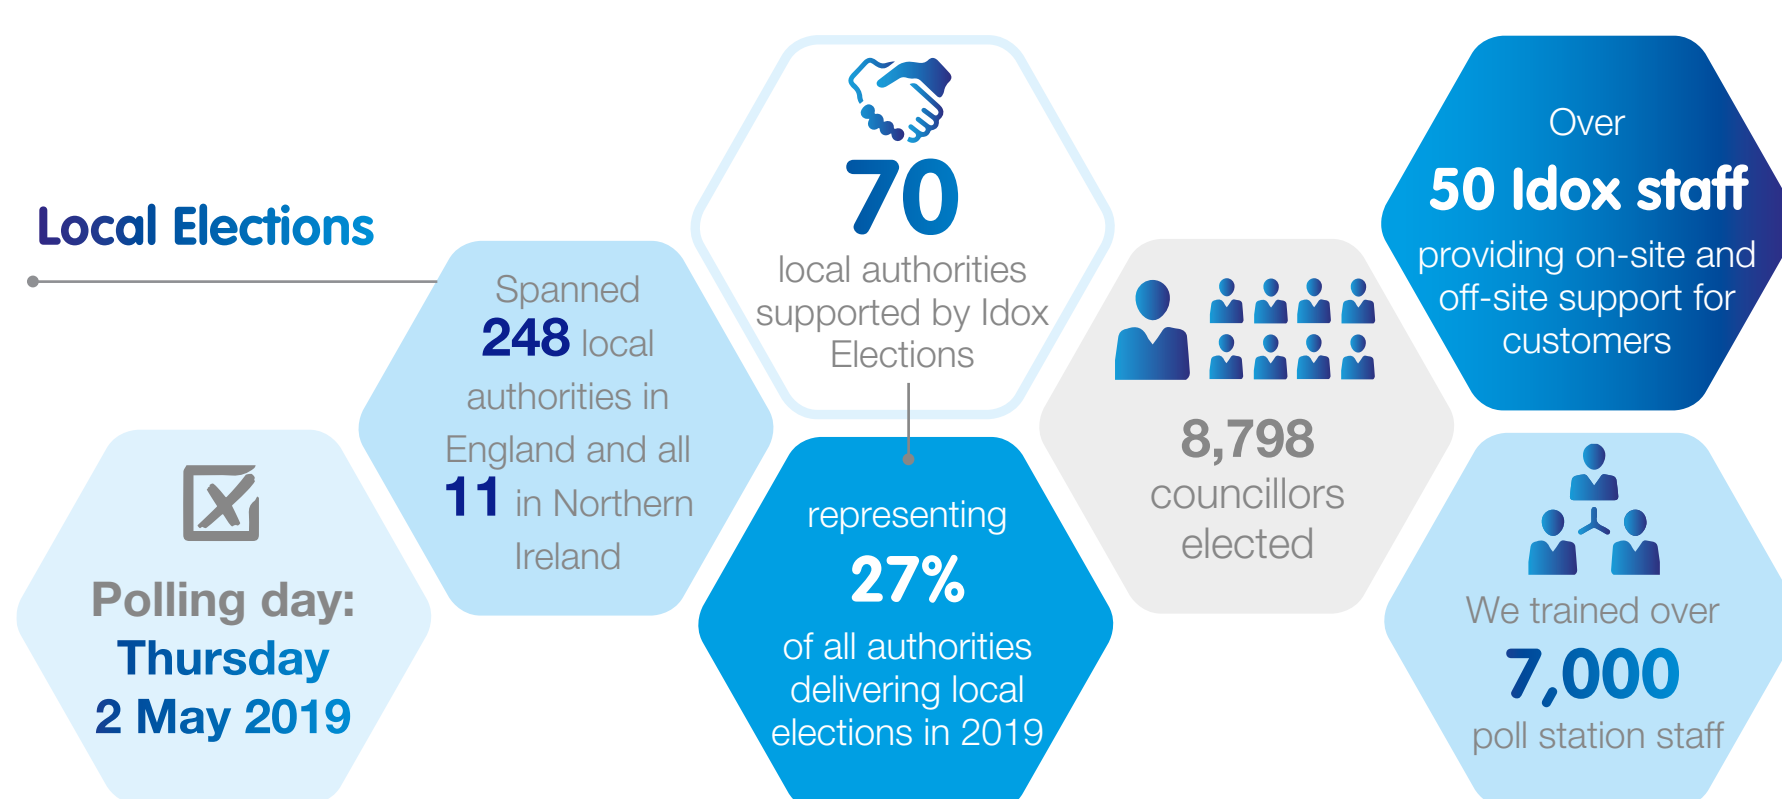 Local Elections
Polling day:
Thursday
2 May 2019
Spanned
248 local
authorities in
England and all
11 in Northern
Ireland
70
local authorities
supported by Idox
Elections
representing
27%
of all authorities
delivering local
elections in 2019
8,798
councillors
elected
Over
50 Idox staff
providing on-site and
off-site support for
customers
We trained over
7,000
poll station staff